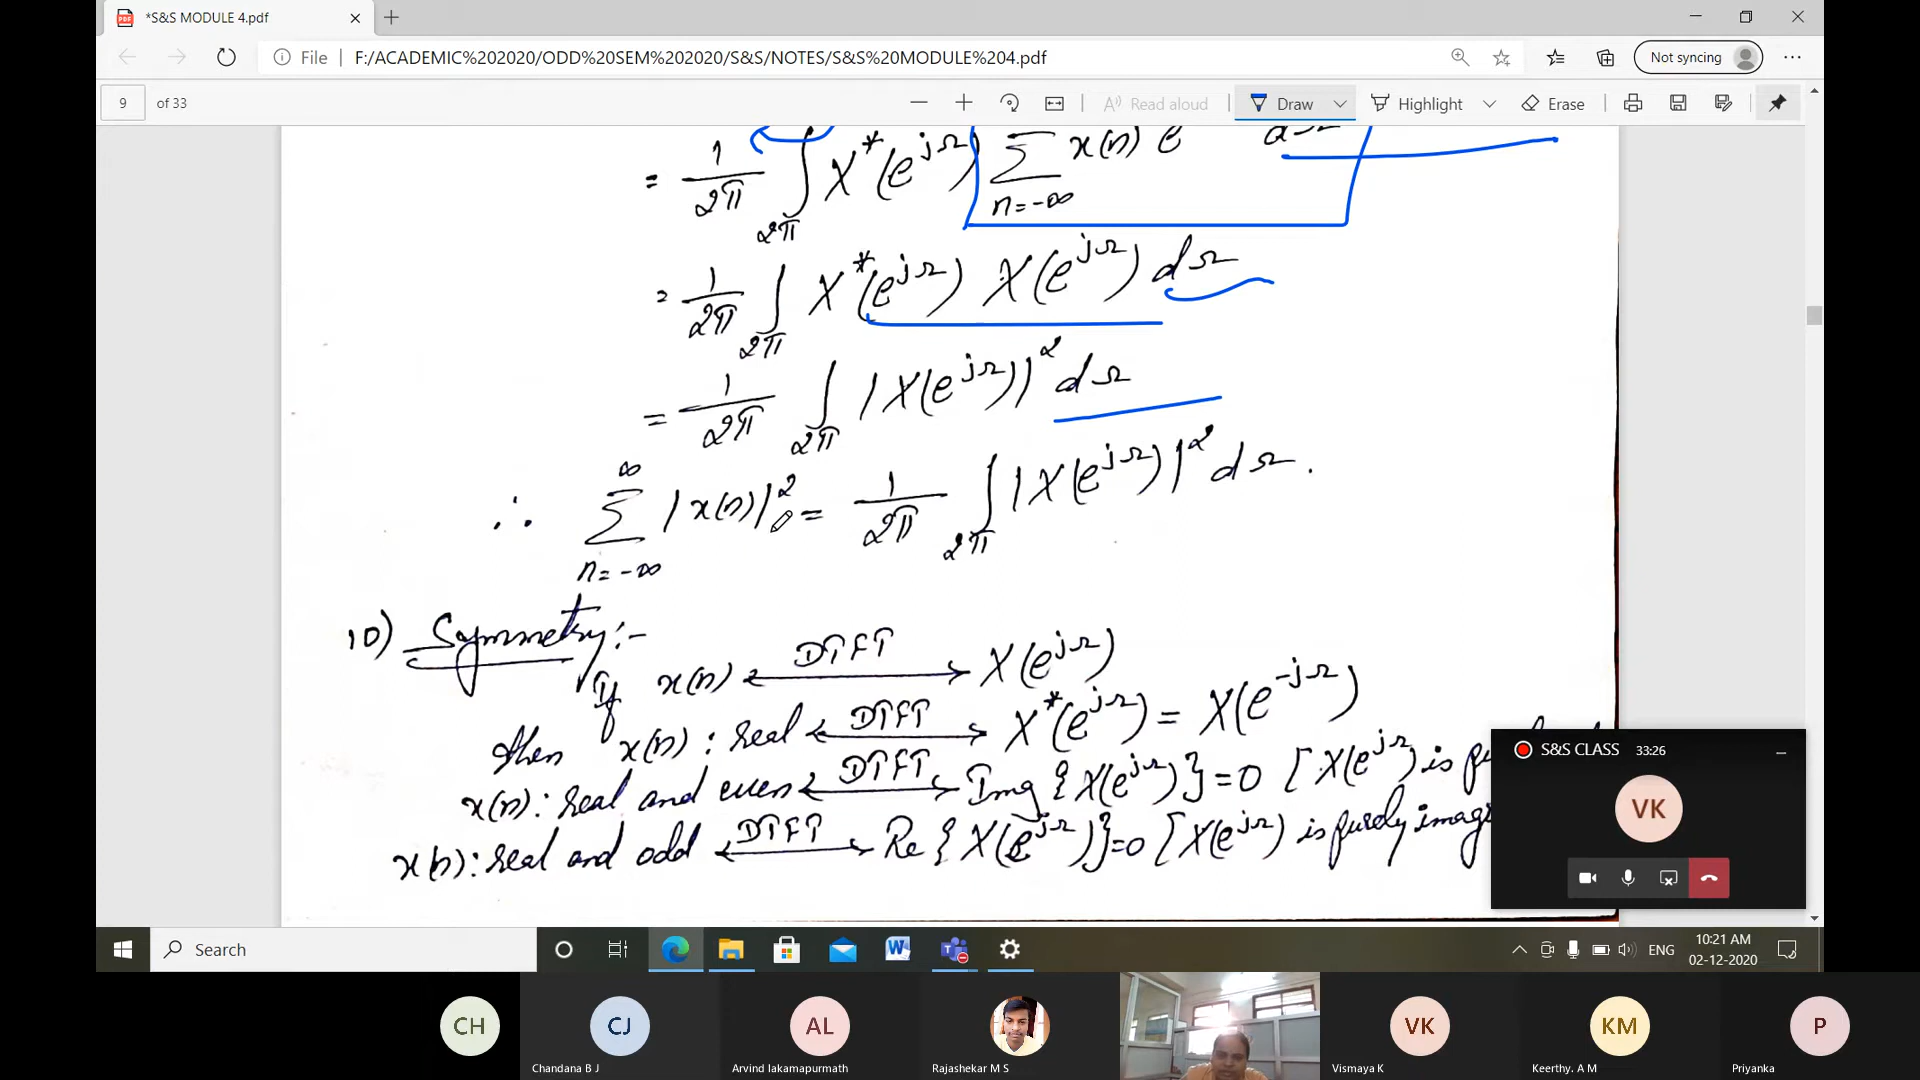 *S&S MODULE 4.pdf
File F:/ACADEMIC%202020/ODD%20SEM%202020/S&S/NOTES/S&S%20MODULE%204.pdf
Not syncing
9 of 33
Read aloud Draw Highlight Erase
= 1/2π ∫2π X*(e^jΩ) Σ n=-∞ x(n) e dΩ
= 1/2π ∫2π X*(e^jΩ) X(e^jΩ) dΩ
= 1/2π ∫2π |X(e^jΩ)|^2 dΩ
∴ Σ n=-∞ ∞ |x(n)|^2 = 1/2π ∫2π |X(e^jΩ)|^2 dΩ.
10) Symmetry:-
If x(n) ⟷DTFT X(e^jΩ)
then x(n): real ⟷DTFT X*(e^jΩ) = X(e^-jΩ)
x(n): real and even ⟷DTFT Img{X(e^jΩ)}=0 [X(e^jΩ) is
x(n): real and odd ⟷DTFT Re{X(e^jΩ)}=0 [X(e^jΩ) is purely imag
S&S CLASS 33:26
VK
Search
ENG
10:21 AM
02-12-2020
CH CJ AL VK KM P
Chandana B J Arvind lakamapurmath Rajashekar M S Vismaya K Keerthy. A M Priyanka